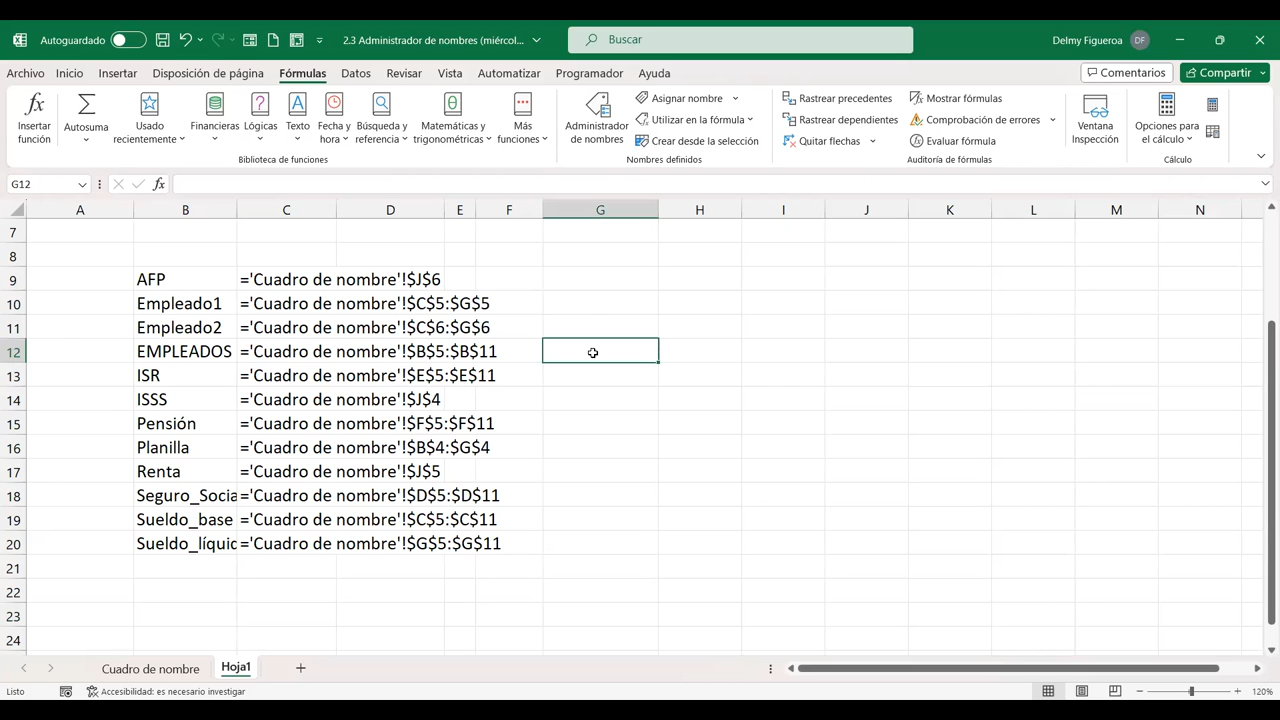 Autoguardado
2.3 Administrador de nombres (miércol...
Buscar
Delmy Figueroa
DF
Archivo Inicio Insertar Disposición de página Fórmulas Datos Revisar Vista Automatizar Programador Ayuda
Comentarios
Compartir
Insertar función
Autosuma
Usado recientemente
Financieras
Lógicas
Texto
Fecha y hora
Búsqueda y referencia
Matemáticas y trigonométricas
Más funciones
Biblioteca de funciones
Administrador de nombres
Asignar nombre
Utilizar en la fórmula
Crear desde la selección
Nombres definidos
Rastrear precedentes
Rastrear dependientes
Quitar flechas
Mostrar fórmulas
Comprobación de errores
Evaluar fórmula
Auditoría de fórmulas
Ventana Inspección
Opciones para el cálculo
Cálculo
G12
fx
A B C D E F G H I J K L M N
7
8
9 AFP ='Cuadro de nombre'!$J$6
10 Empleado1 ='Cuadro de nombre'!$C$5:$G$5
11 Empleado2 ='Cuadro de nombre'!$C$6:$G$6
12 EMPLEADOS ='Cuadro de nombre'!$B$5:$B$11
13 ISR ='Cuadro de nombre'!$E$5:$E$11
14 ISSS ='Cuadro de nombre'!$J$4
15 Pensión ='Cuadro de nombre'!$F$5:$F$11
16 Planilla ='Cuadro de nombre'!$B$4:$G$4
17 Renta ='Cuadro de nombre'!$J$5
18 Seguro_Socia ='Cuadro de nombre'!$D$5:$D$11
19 Sueldo_base ='Cuadro de nombre'!$C$5:$C$11
20 Sueldo_líquid ='Cuadro de nombre'!$G$5:$G$11
21
22
23
24
Cuadro de nombre
Hoja1
Listo
Accesibilidad: es necesario investigar
120%